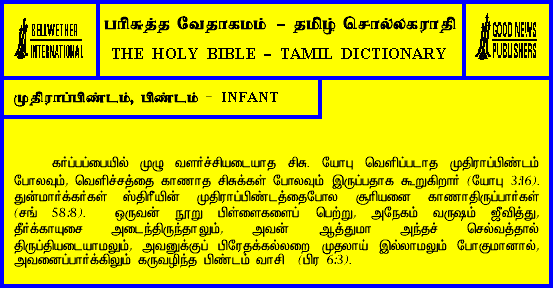 BELLWETHER
INTERNATIONAL
பரிசுத்த வேதாகமம் - தமிழ் சொல்லகராதி
THE HOLY BIBLE - TAMIL DICTIONARY
GOOD NEWS
PUBLISHERS
முதிராப்பிண்டம், பிண்டம் - INFANT
கர்ப்பப்பையில் முழு வளர்ச்சியடையாத சிசு. யோபு வெளிப்படாத முதிராப்பிண்டம்
போலவும், வெளிச்சத்தை காணாத சிசுக்கள் போலவும் இருப்பதாக கூறுகிறார் (யோபு 3:16).
துன்மார்க்கர்கள் ஸ்திரீயின் முதிராப்பிண்டத்தைபோல சூரியனை காணாதிருப்பார்கள்
(சங் 58:8). ஒருவன் நூறு பிள்ளைகளைப் பெற்று, அநேகம் வருஷம் ஜீவித்து,
தீர்க்காயுசை அடைந்திருந்தாலும், அவன் ஆத்துமா அந்தச் செல்வத்தால்
திருப்தியடையாமலும், அவனுக்குப் பிரேதக்கல்லறை முதலாய் இல்லாமலும் போகுமானால்,
அவனைப்பார்க்கிலும் கருவழிந்த பிண்டம் வாசி (பிர 6:3).